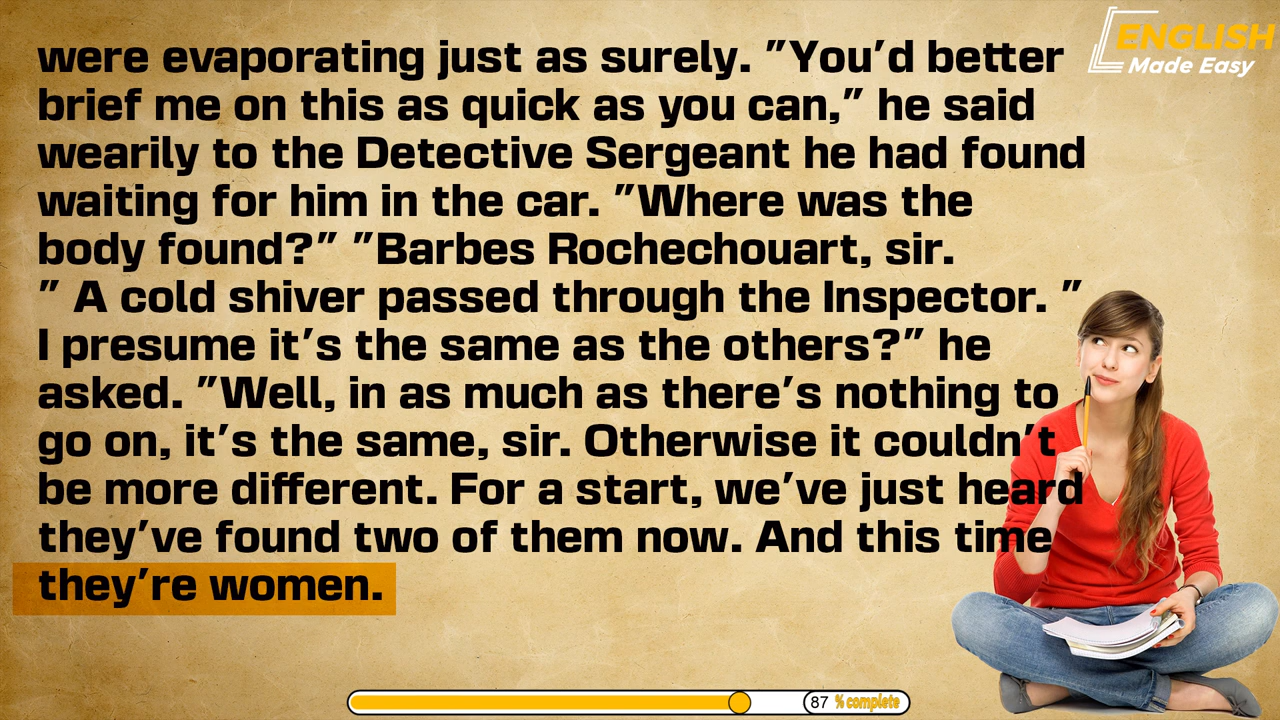 ENGLISH
Made Easy
were evaporating just as surely. "You'd better
brief me on this as quick as you can," he said
wearily to the Detective Sergeant he had found
waiting for him in the car. "Where was the
body found?" "Barbes Rochechouart, sir.
" A cold shiver passed through the Inspector. "
I presume it's the same as the others?" he
asked. "Well, in as much as there's nothing to
go on, it's the same, sir. Otherwise it couldn't
be more different. For a start, we've just heard
they've found two of them now. And this time
they're women.
87 % complete